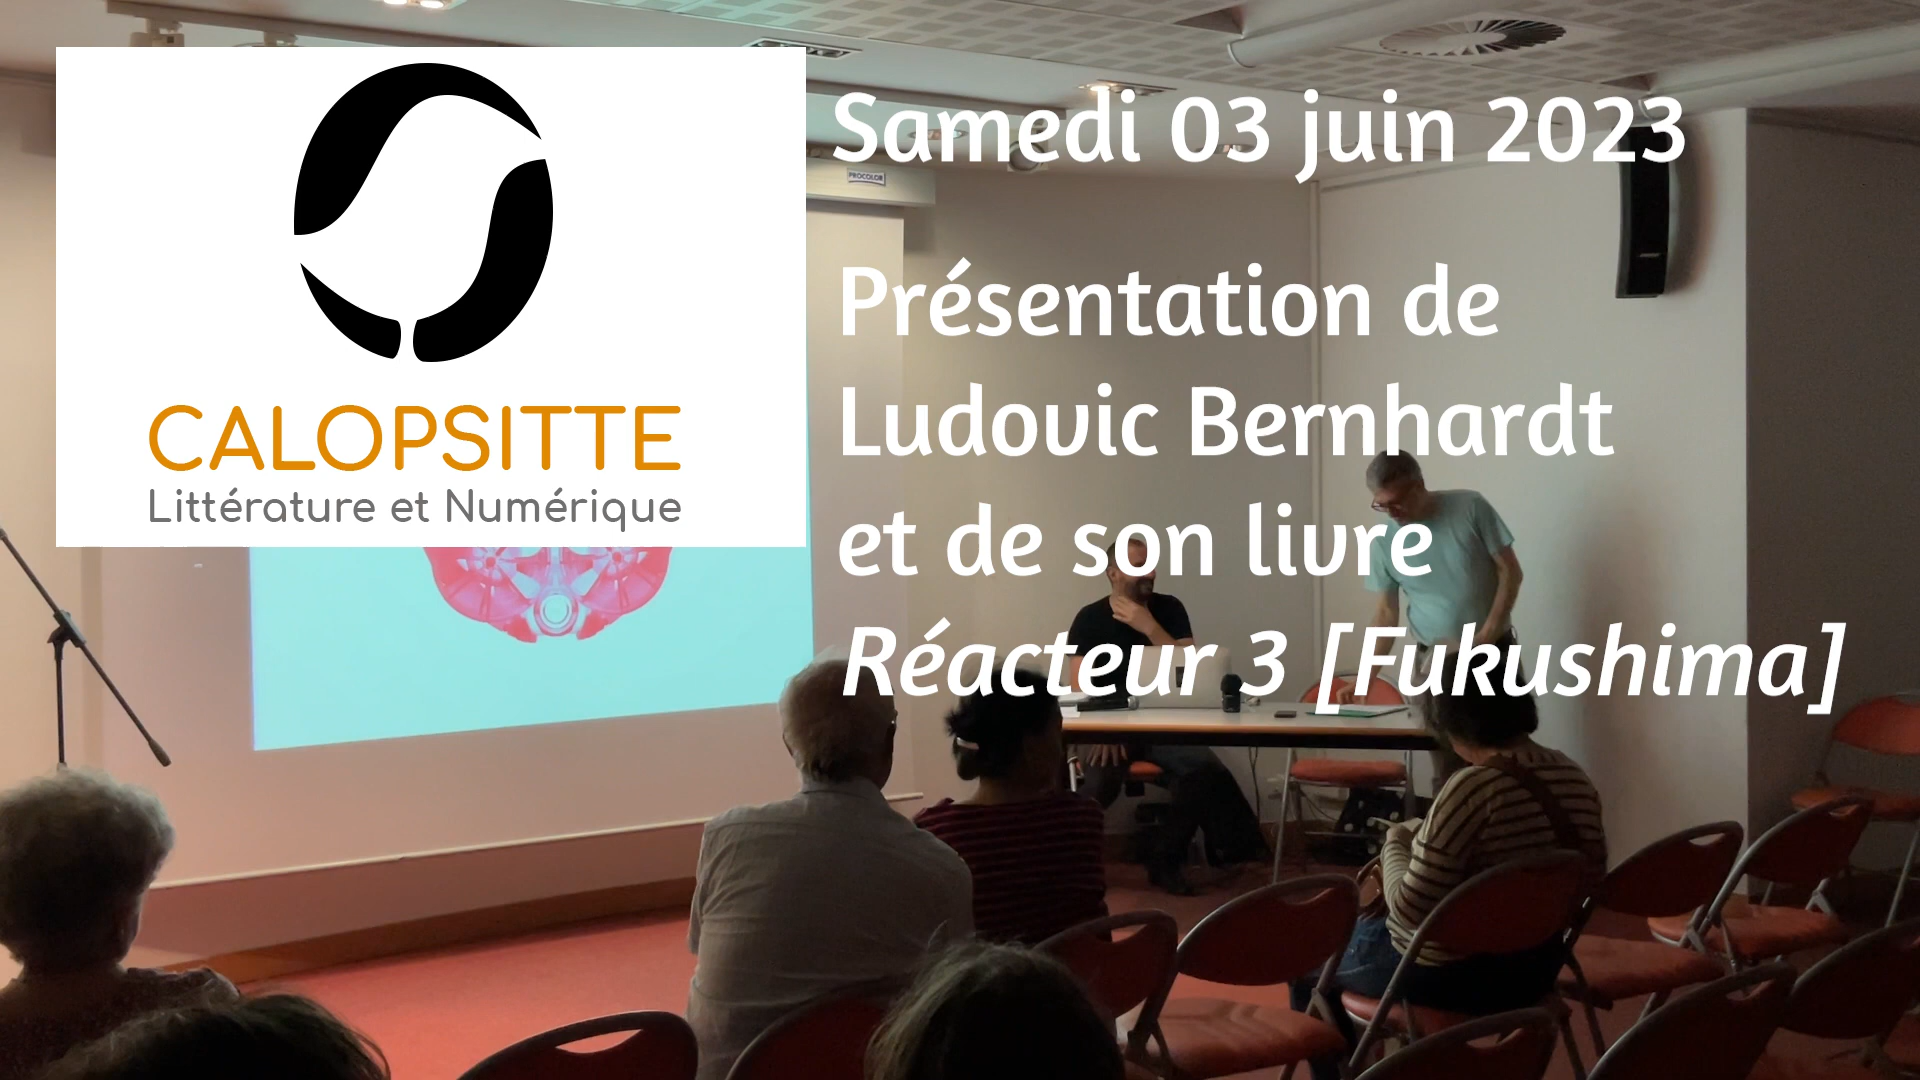 CALOPSITTE
Littérature et Numérique
Samedi 03 juin 2023
Présentation de
Ludovic Bernhardt
et de son livre
Réacteur 3 [Fukushima]
PROCOLOR